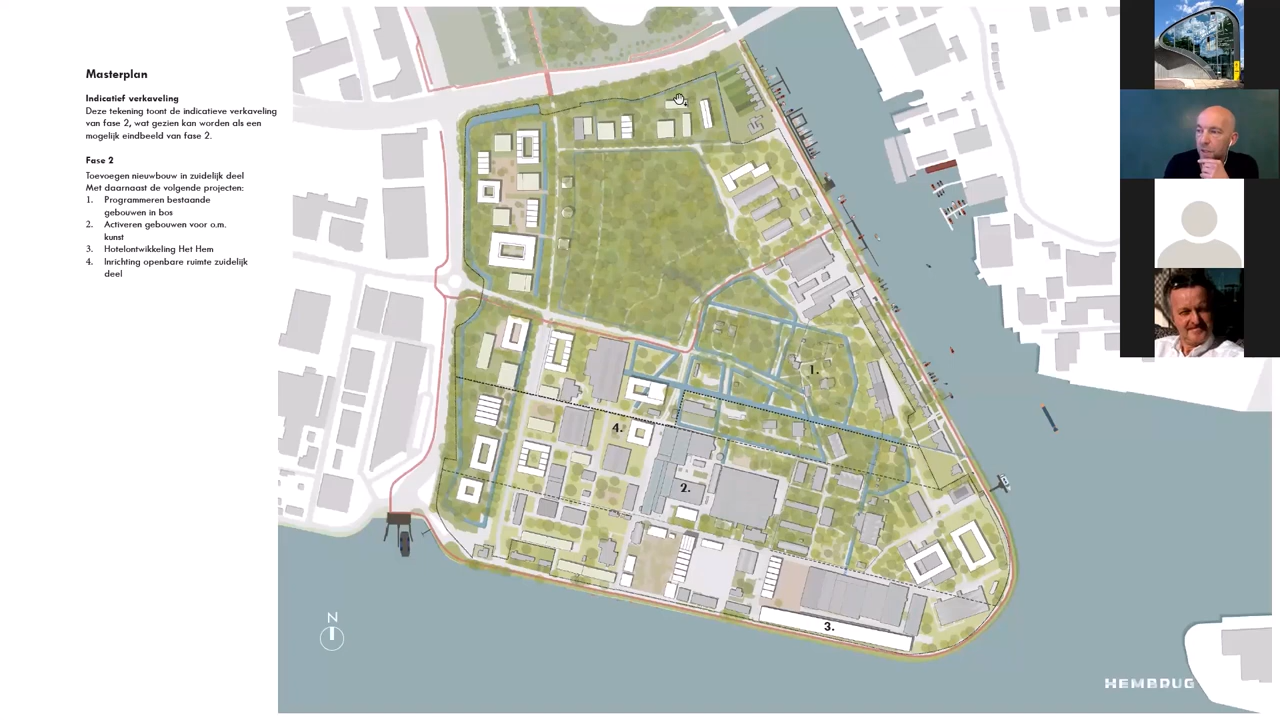 Masterplan
Indicatief verkaveling
Deze tekening toont de indicatieve verkaveling
van fase 2, wat gezien kan worden als een
mogelijk eindbeeld van fase 2.
Fase 2
Toevoegen nieuwbouw in zuidelijk deel
Met daarnaast de volgende projecten:
1. Programmeren bestaande
gebouwen in bos
2. Activeren gebouwen voor o.m.
kunst
3. Hotelontwikkeling Het Hem
4. Inrichting openbare ruimte zuidelijk
deel
1.
4.
2.
3.
N
HEMBRUG